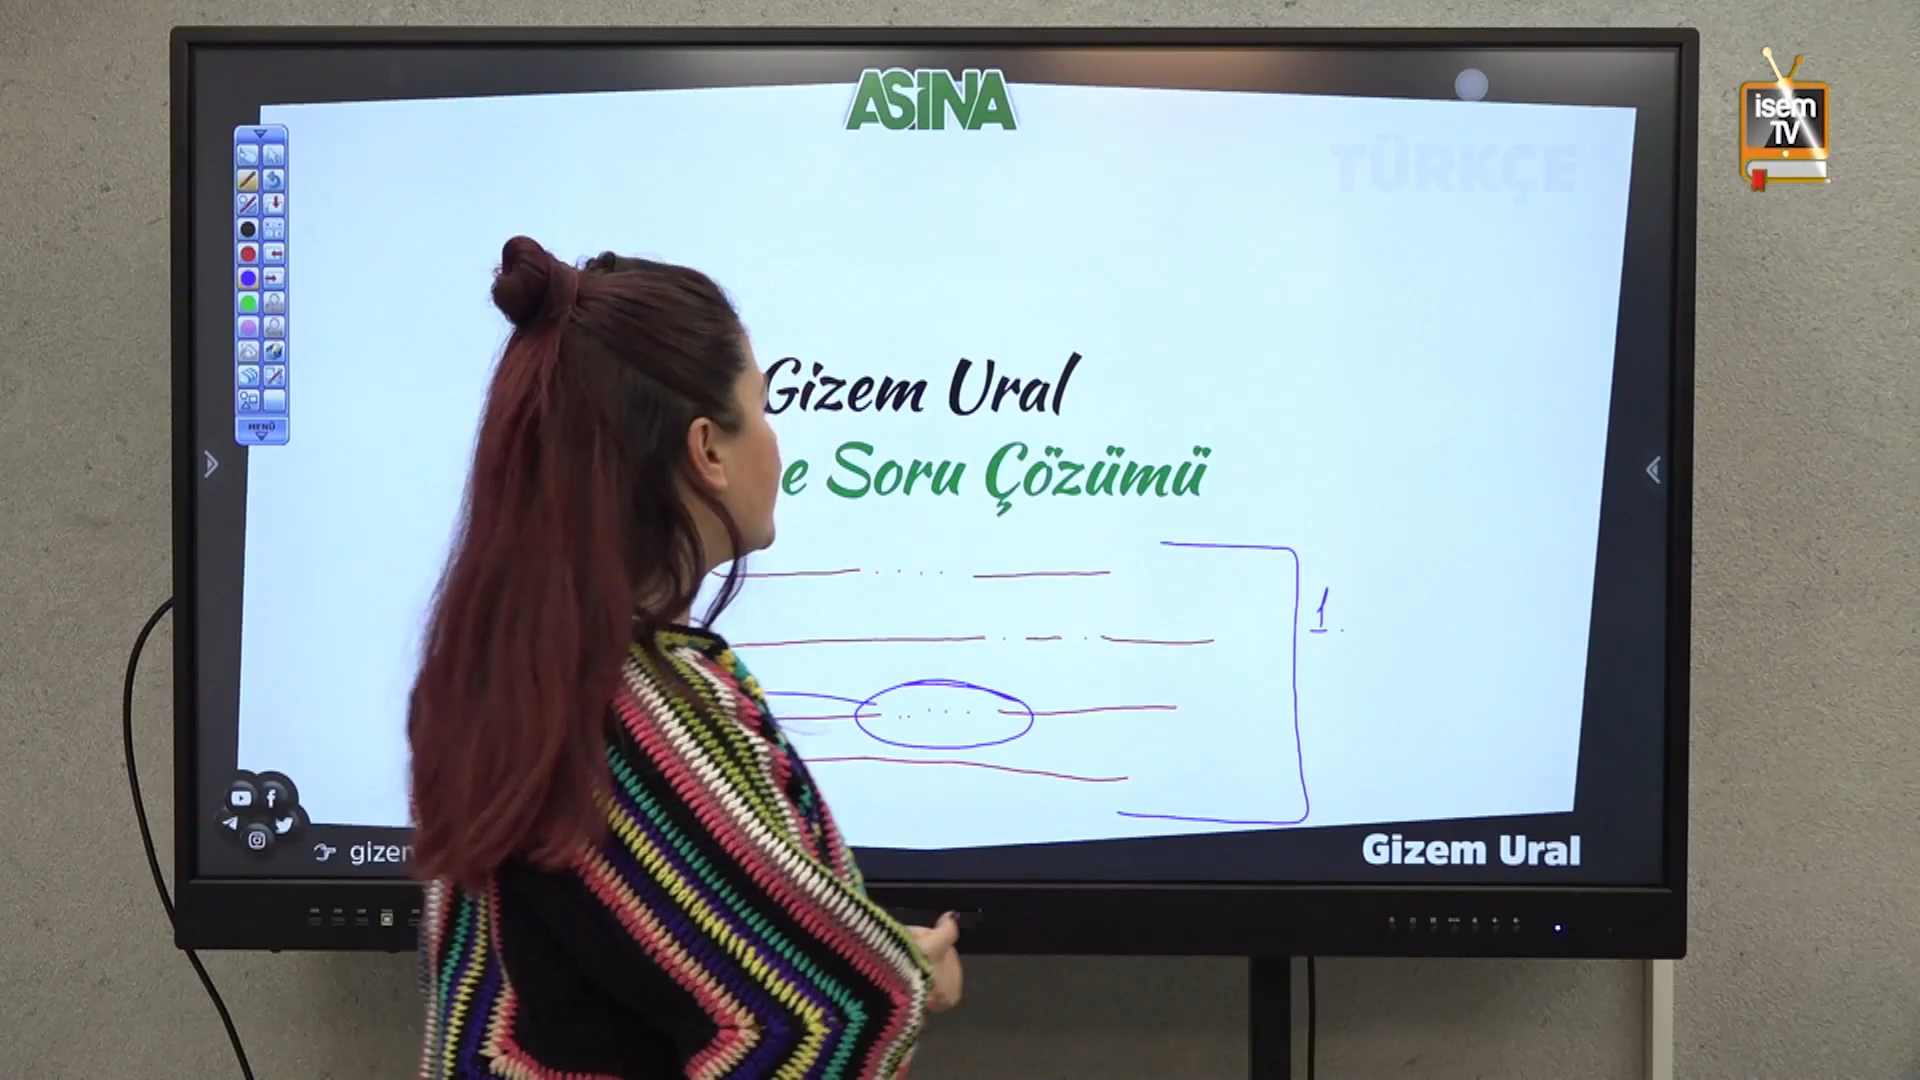 ASİNA
isem
TV
TÜRKÇE
Gizem Ural
e Soru Çözümü
1.
MENÜ
gizem
Gizem Ural